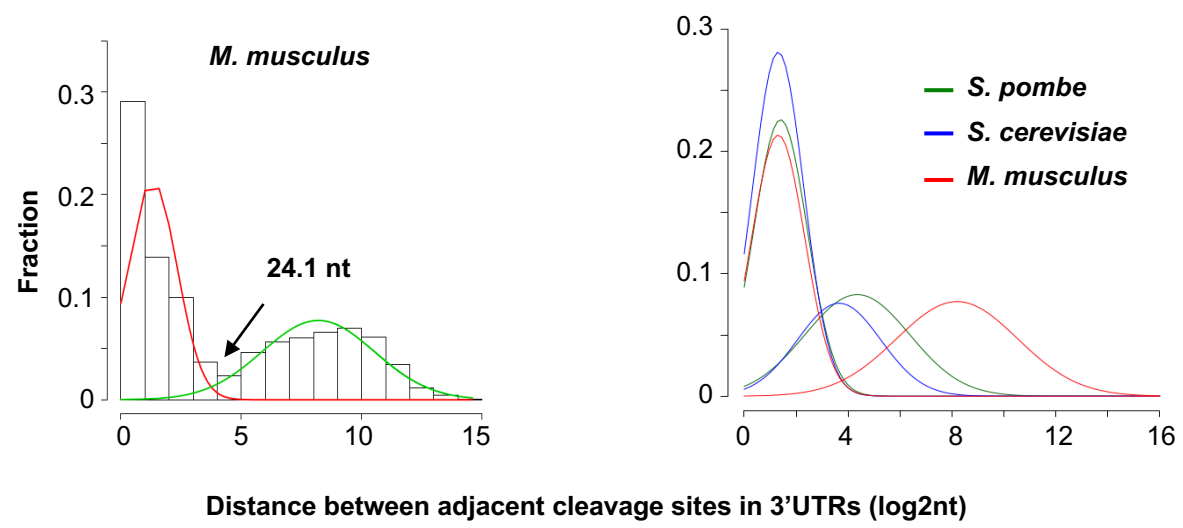 M. musculus
Fraction
0.3
0.2
0.1
0
24.1 nt
0
5
10
15
0.3
0.2
0.1
0
S. pombe
S. cerevisiae
M. musculus
0
4
8
12
16
Distance between adjacent cleavage sites in 3’UTRs (log2nt)